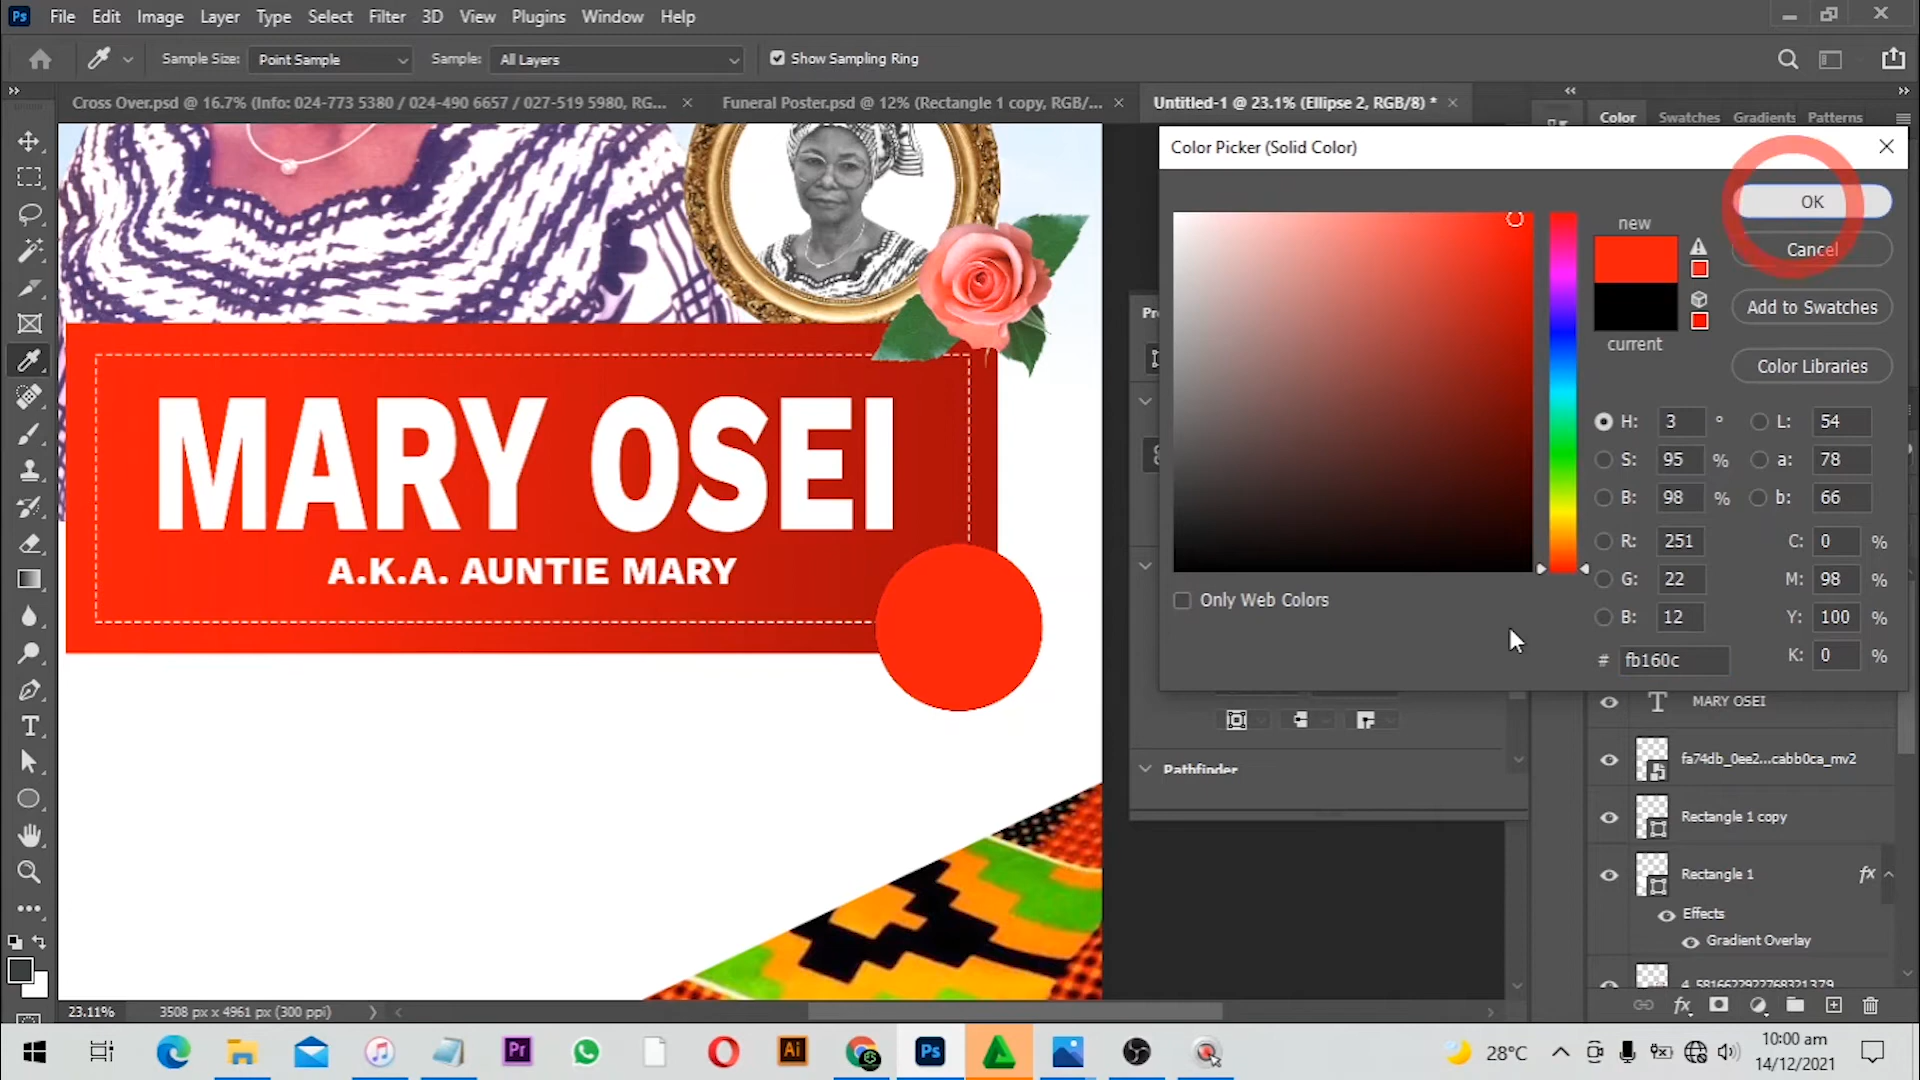 Ps File Edit Image Layer Type Select Filter 3D View Plugins Window Help
Sample Size: Point Sample Sample: All Layers Show Sampling Ring
Cross Over.psd @ 16.7% (Info: 024-773 5380 / 024-490 6657 / 027-519 5980, RG... × Funeral Poster.psd @ 12% (Rectangle 1 copy, RGB/... × Untitled-1 @ 23.1% (Ellipse 2, RGB/8) * ×
Color Swatches Gradients Patterns
Color Picker (Solid Color)
OK
new
Cancel
Add to Swatches
current
Color Libraries
H: 3 ° L: 54
S: 95 % a: 78
B: 98 % b: 66
R: 251 C: 0 %
G: 22 M: 98 %
B: 12 Y: 100 %
# fb160c K: 0 %
Only Web Colors
MARY OSEI
A.K.A. AUNTIE MARY
Pathfinder
MARY OSEI
fa74db_0ee2...cabb0ca_mv2
Rectangle 1 copy
Rectangle 1 fx
Effects
Gradient Overlay
4_5816622922768321379
23.11% 3508 px x 4961 px (300 ppi)
Pr Ai Ps
28°C
10:00 am
14/12/2021